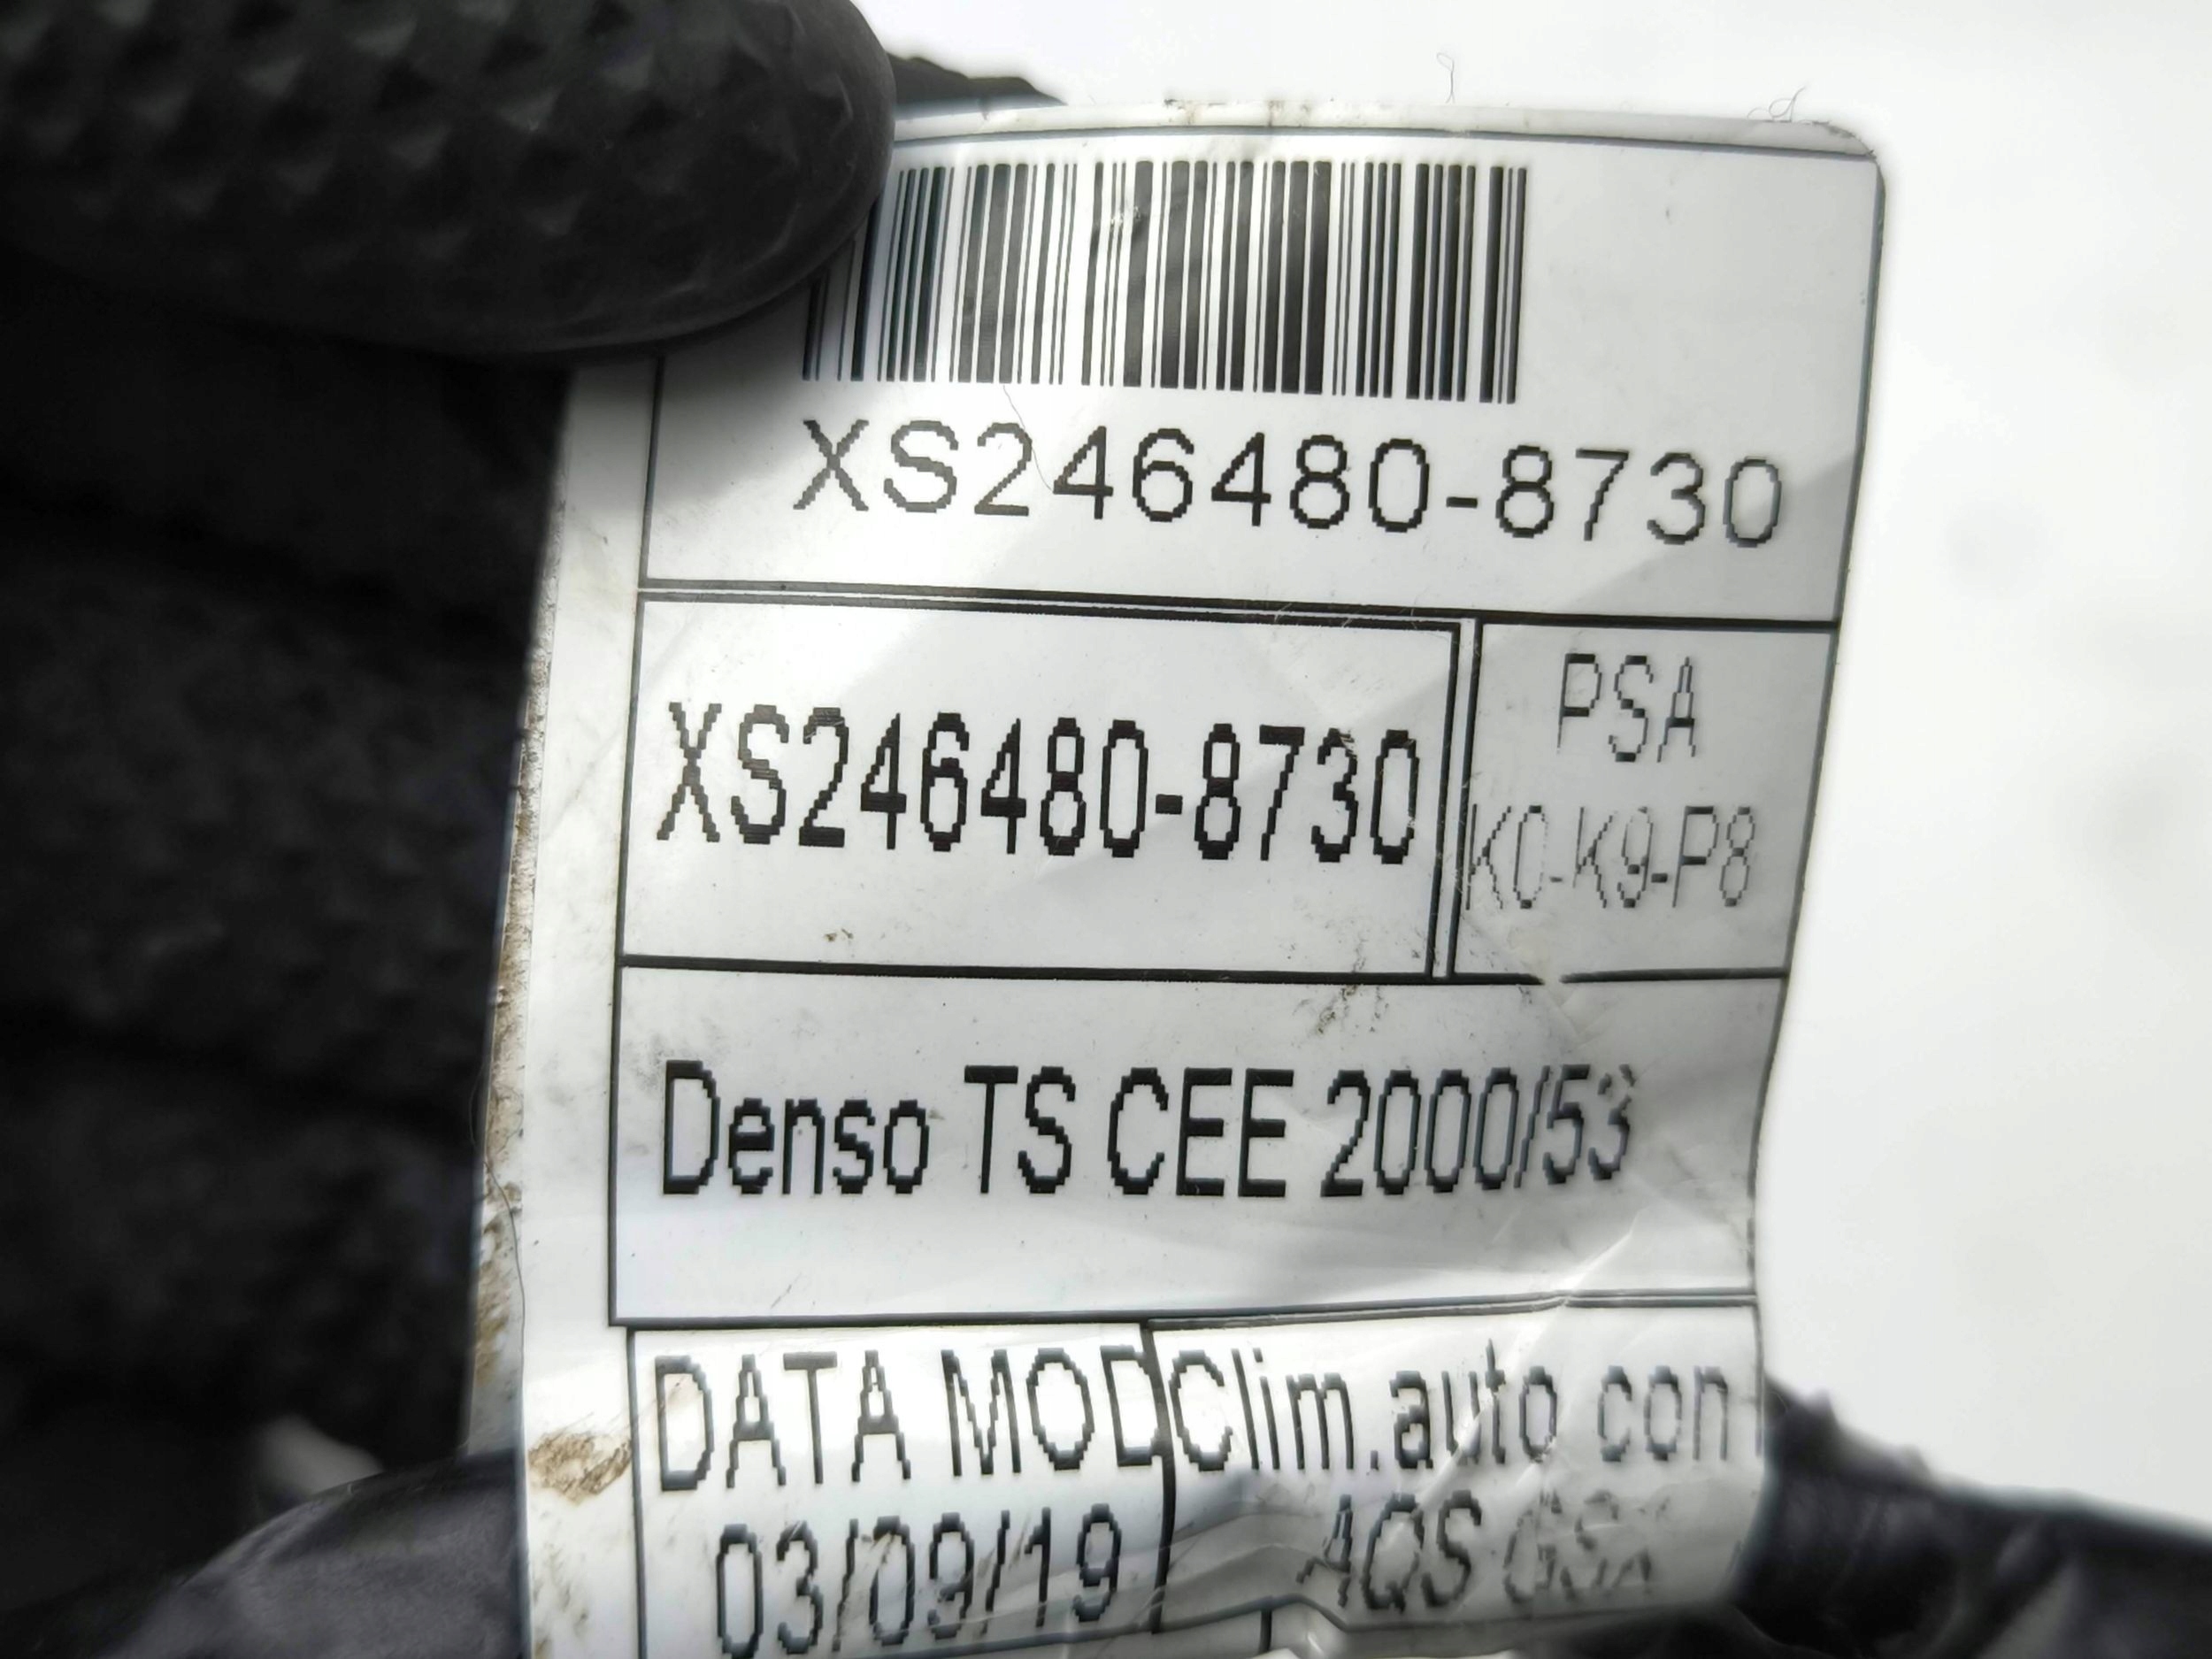 XS246480-8730
XS246480-8730
PSA
K0-K9-P8
Denso TS CEE 2000/53
DATA MOD
Clim.auto con
03/09/19
AQS